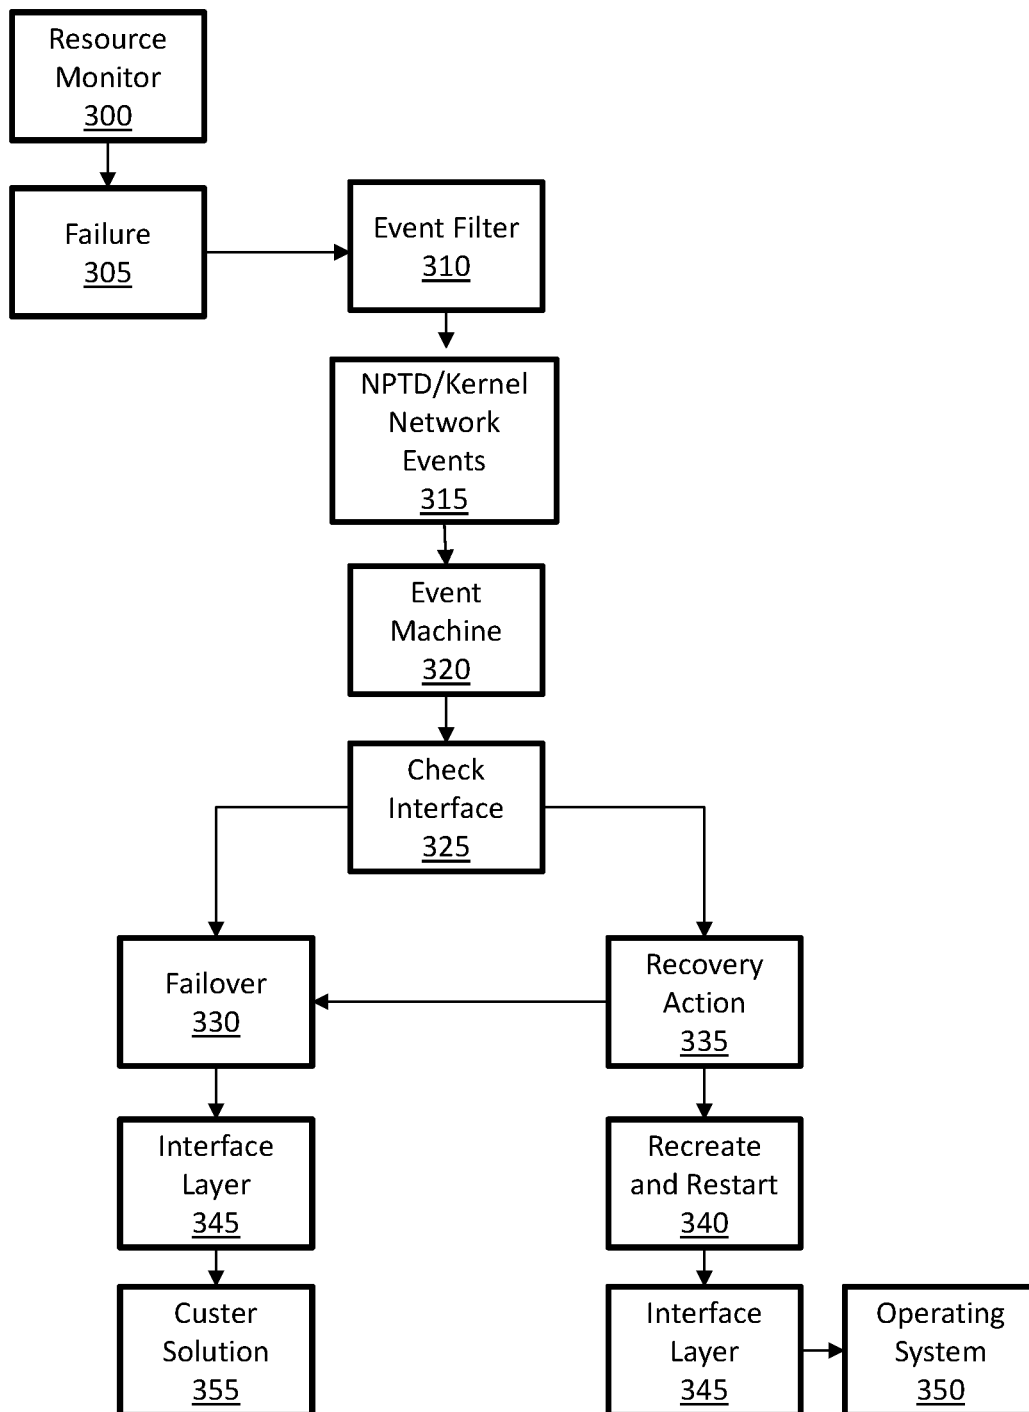 Resource
Monitor
300
Failure
305
Event Filter
310
NPTD/Kernel
Network
Events
315
Event
Machine
320
Check
Interface
325
Failover
330
Recovery
Action
335
Interface
Layer
345
Recreate
and Restart
340
Custer
Solution
355
Interface
Layer
345
Operating
System
350